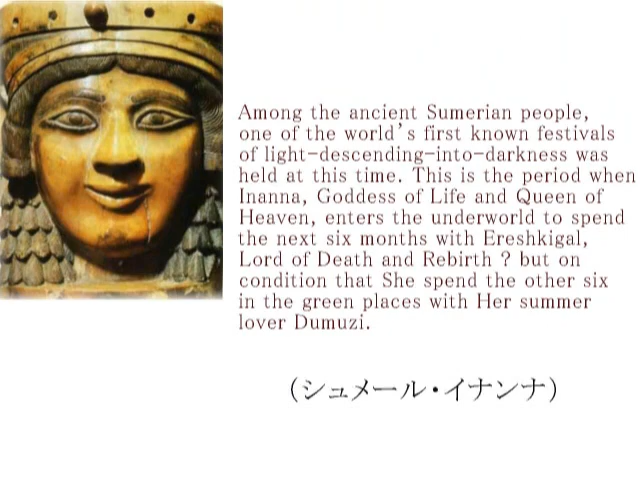 Among the ancient Sumerian people,
one of the world's first known festivals
of light-descending-into-darkness was
held at this time. This is the period when
Inanna, Goddess of Life and Queen of
Heaven, enters the underworld to spend
the next six months with Ereshkigal,
Lord of Death and Rebirth ? but on
condition that She spend the other six
in the green places with Her summer
lover Dumuzi.
(シュメール・イナンナ)